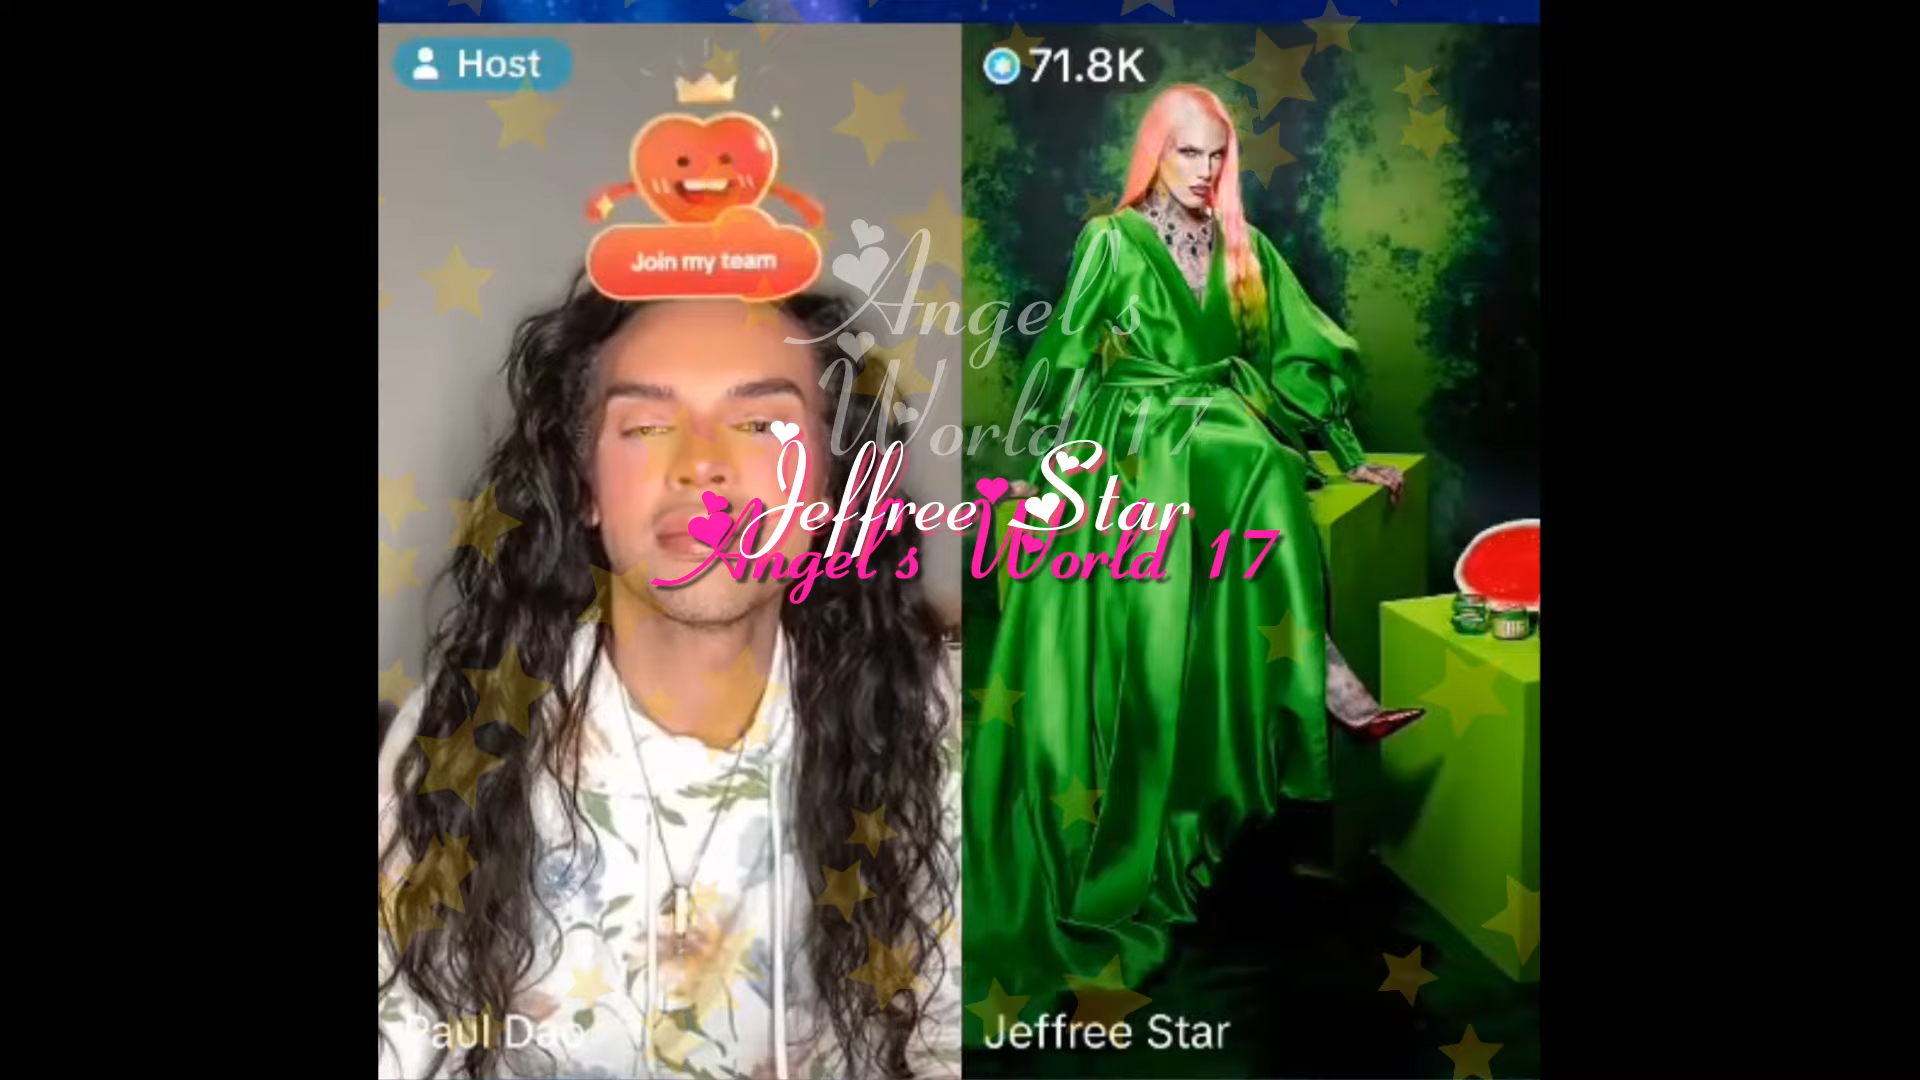 Host
71.8K
Join my team
Angel's
World 17
Jeffree Star
Angel's World 17
Paul Dao
Jeffree Star